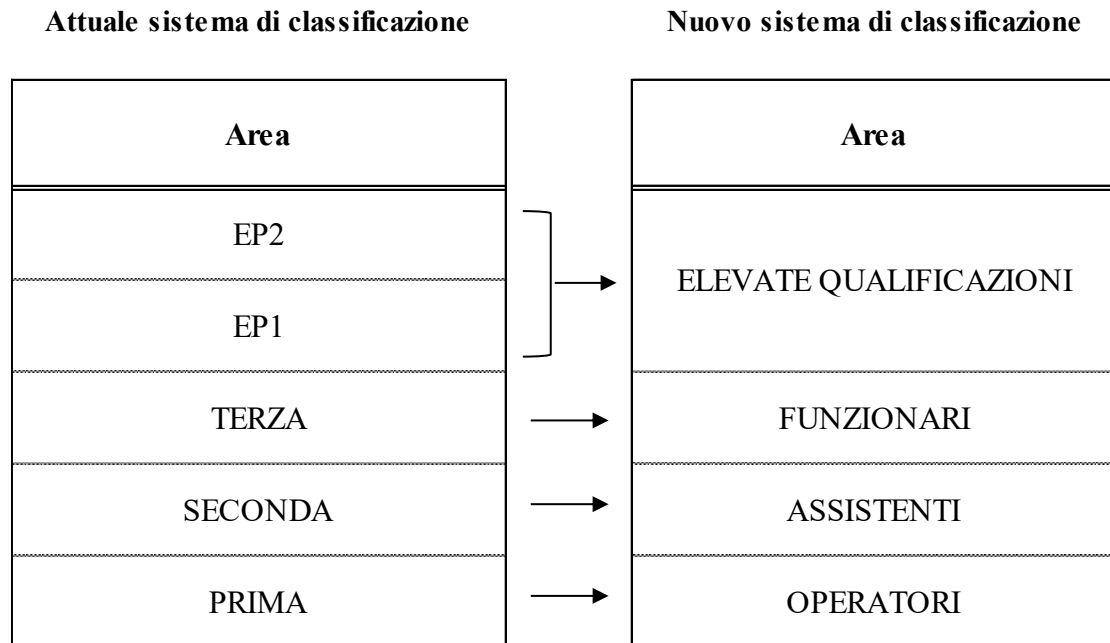 Attuale sistema di classificazione
Nuovo sistema di classificazione
Area
Area
EP2
EP1
ELEVATE QUALIFICAZIONI
TERZA
FUNZIONARI
SECONDA
ASSISTENTI
PRIMA
OPERATORI